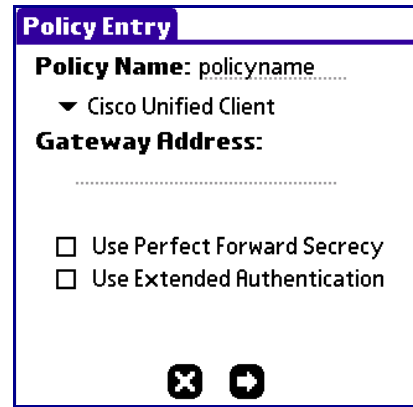 Policy Entry
Policy Name: policyname
Cisco Unified Client
Gateway Address:
Use Perfect Forward Secrecy
Use Extended Authentication